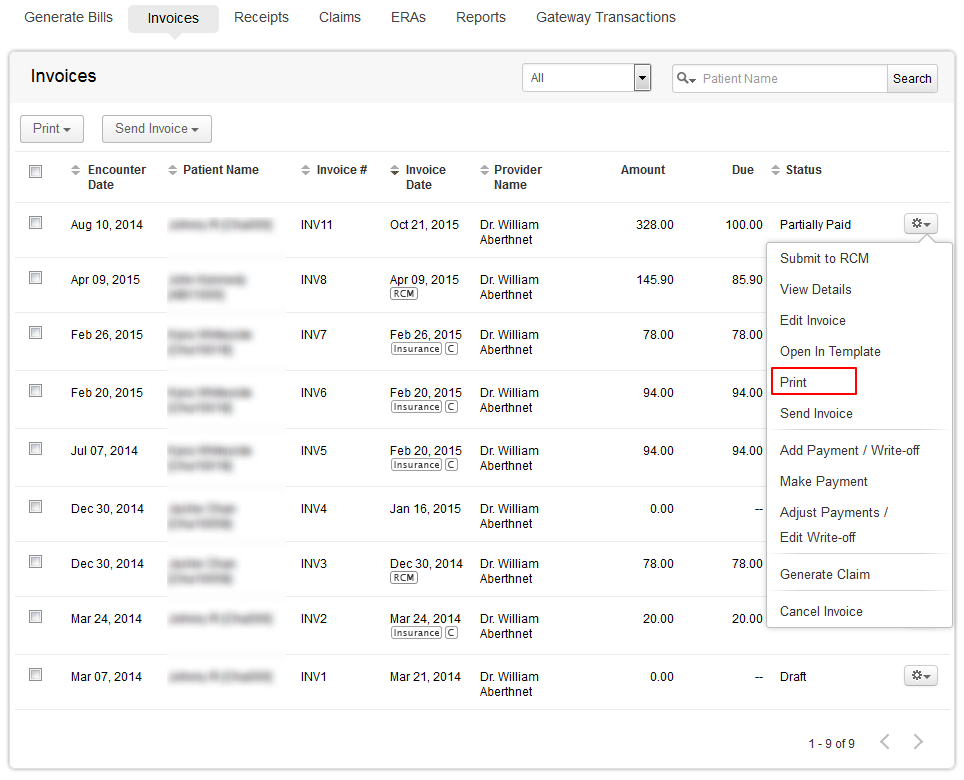 Generate Bills Invoices Receipts Claims ERAs Reports Gateway Transactions
Invoices All Patient Name Search
Print Send Invoice
Encounter Date Patient Name Invoice # Invoice Date Provider Name Amount Due Status
Aug 10, 2014 INV11 Oct 21, 2015 Dr. William Aberthnet 328.00 100.00 Partially Paid
Apr 09, 2015 INV8 Apr 09, 2015 RCM Dr. William Aberthnet 145.90 85.90
Feb 26, 2015 INV7 Feb 26, 2015 Insurance C Dr. William Aberthnet 78.00 78.00
Feb 20, 2015 INV6 Feb 20, 2015 Insurance C Dr. William Aberthnet 94.00 94.00
Jul 07, 2014 INV5 Feb 20, 2015 Insurance C Dr. William Aberthnet 94.00 94.00
Dec 30, 2014 INV4 Jan 16, 2015 Dr. William Aberthnet 0.00 --
Dec 30, 2014 INV3 Dec 30, 2014 RCM Dr. William Aberthnet 78.00 78.00
Mar 24, 2014 INV2 Mar 24, 2014 Insurance C Dr. William Aberthnet 20.00 20.00
Mar 07, 2014 INV1 Mar 21, 2014 Dr. William Aberthnet 0.00 -- Draft
Submit to RCM
View Details
Edit Invoice
Open In Template
Print
Send Invoice
Add Payment / Write-off
Make Payment
Adjust Payments /
Edit Write-off
Generate Claim
Cancel Invoice
1 - 9 of 9